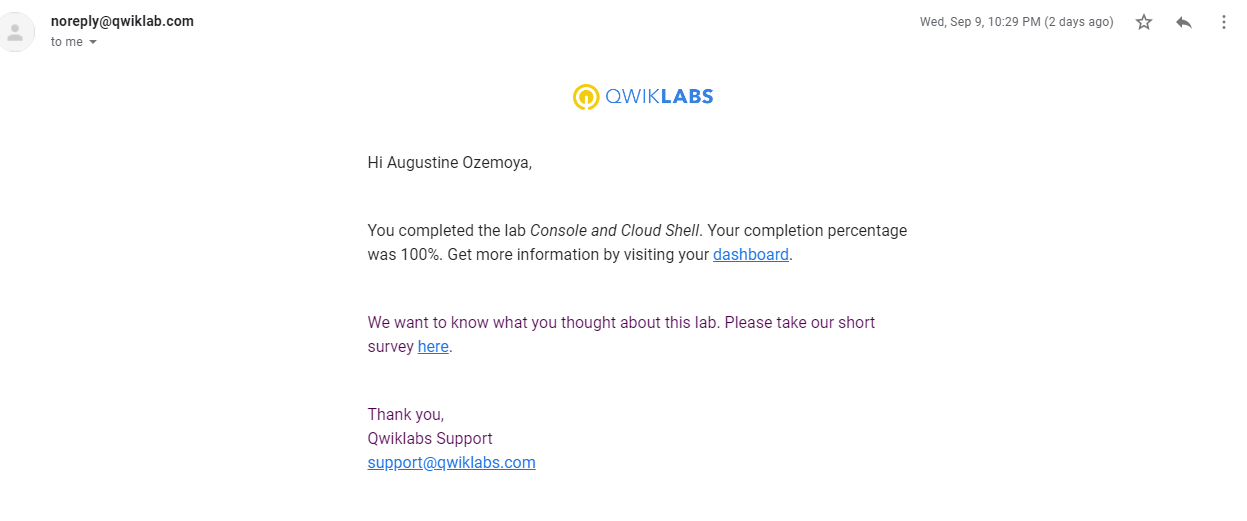 noreply@qwiklab.com
Wed, Sep 9, 10:29 PM (2 days ago)
to me
QWIKLABS
Hi Augustine Ozemoya,
You completed the lab Console and Cloud Shell. Your completion percentage
was 100%. Get more information by visiting your dashboard.
We want to know what you thought about this lab. Please take our short
survey here.
Thank you,
Qwiklabs Support
support@qwiklabs.com